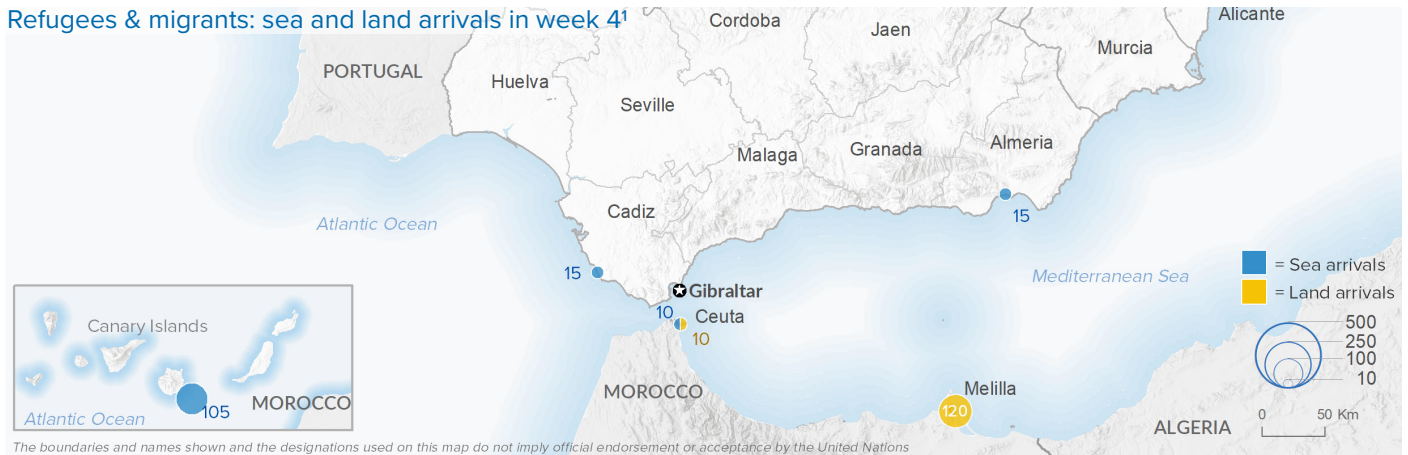 Refugees & migrants: sea and land arrivals in week 4¹
Cordoba
Alicante
Jaen
Murcia
PORTUGAL
Huelva
Seville
Malaga
Granada
Almeria
Cadiz
15
Atlantic Ocean
15
Mediterranean Sea
Gibraltar
10
Ceuta
10
= Sea arrivals
= Land arrivals
500
250
100
10
0 50 Km
Canary Islands
105
MOROCCO
Atlantic Ocean
MOROCCO
Melilla
120
ALGERIA
The boundaries and names shown and the designations used on this map do not imply official endorsement or acceptance by the United Nations